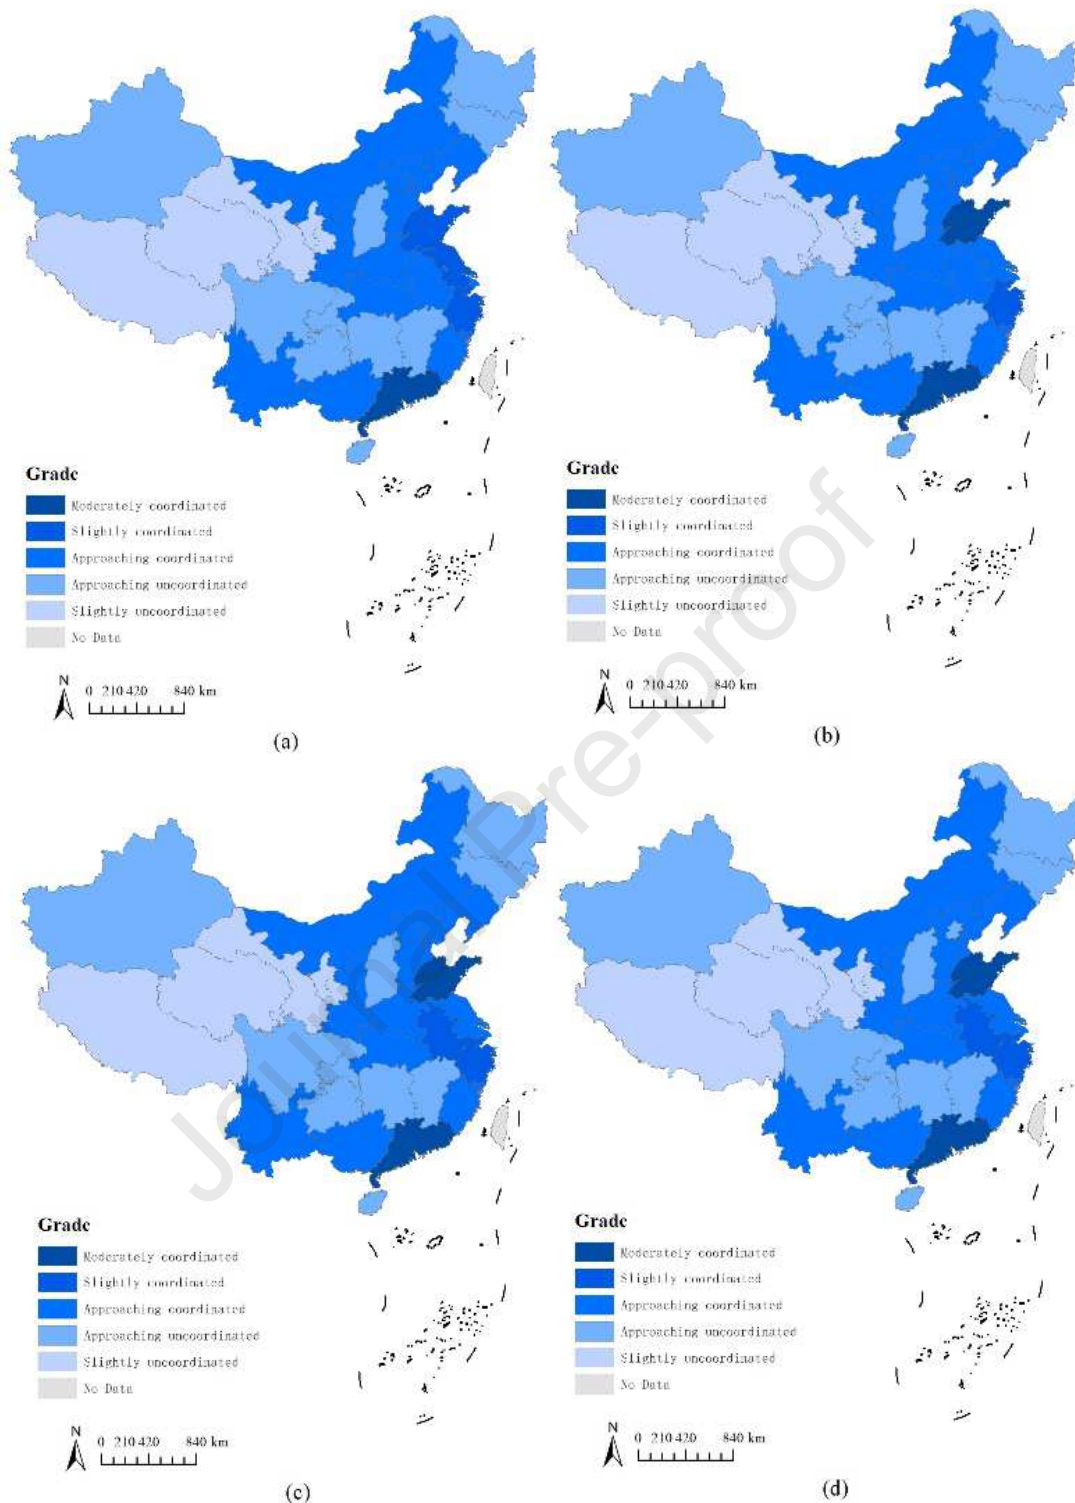 Grade
Moderately coordinated
Slightly coordinated
Approaching coordinated
Approaching uncoordinated
Slightly uncoordinated
No Data
N
0 210 420 840 km
(a)
Grade
Moderately coordinated
Slightly coordinated
Approaching coordinated
Approaching uncoordinated
Slightly uncoordinated
No Data
N
0 210 420 840 km
(b)
Grade
Moderately coordinated
Slightly coordinated
Approaching coordinated
Approaching uncoordinated
Slightly uncoordinated
No Data
N
0 210 420 840 km
(c)
Grade
Moderately coordinated
Slightly coordinated
Approaching coordinated
Approaching uncoordinated
Slightly uncoordinated
No Data
N
0 210 420 840 km
(d)
Journal Pre-proof